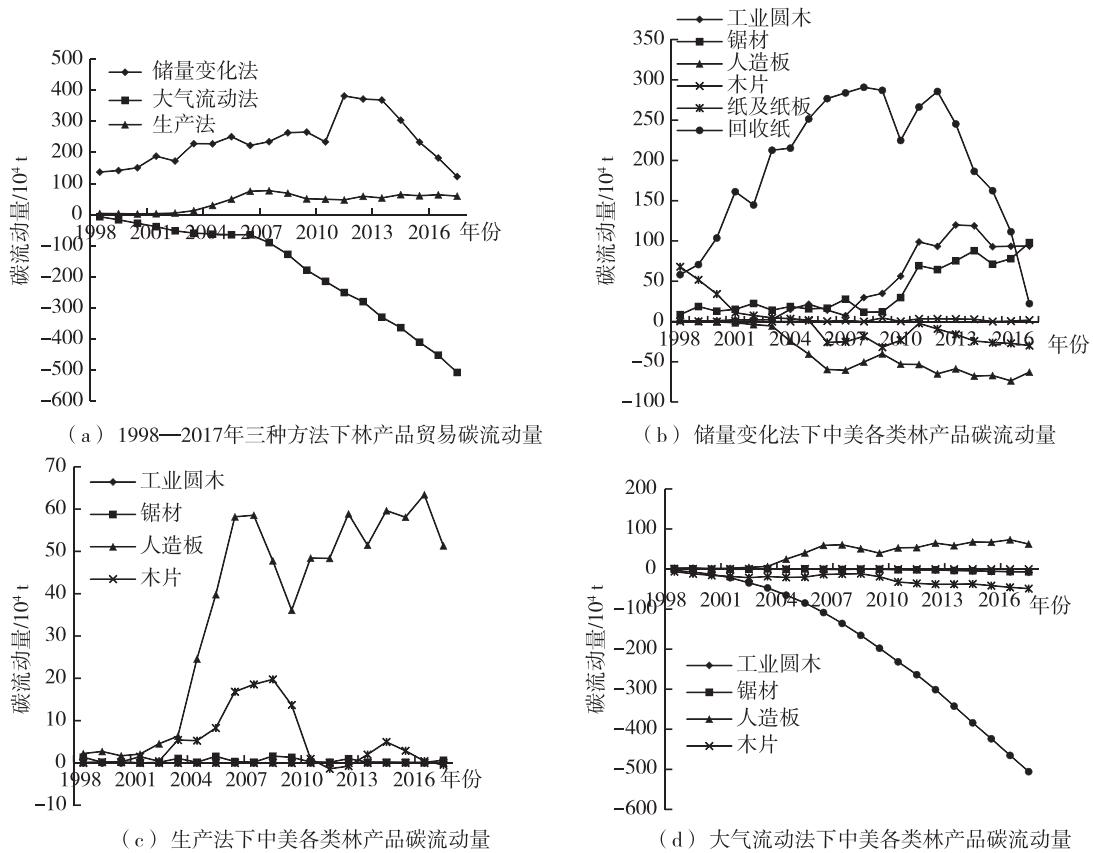 500
400
300
200
100
0
-100
-200
-300
-400
-500
-600
碳流动量/10⁴ t
储量变化法
大气流动法
生产法
1998 2001 2004 2007 2010 2013 2016 年份
(a) 1998—2017年三种方法下林产品贸易碳流动量
350
300
250
200
150
100
50
0
-50
-100
碳流动量/10⁴ t
工业圆木
锯材
人造板
木片
纸及纸板
回收纸
1998 2001 2004 2007 2010 2013 2016 年份
(b) 储量变化法下中美各类林产品碳流动量
70
60
50
40
30
20
10
0
-10
碳流动量/10⁴ t
工业圆木
锯材
人造板
木片
1998 2001 2004 2007 2010 2013 2016 年份
(c) 生产法下中美各类林产品碳流动量
200
100
0
-100
-200
-300
-400
-500
-600
碳流动量/10⁴ t
1998 2001 2004 2007 2010 2013 2016 年份
工业圆木
锯材
人造板
木片
(d) 大气流动法下中美各类林产品碳流动量